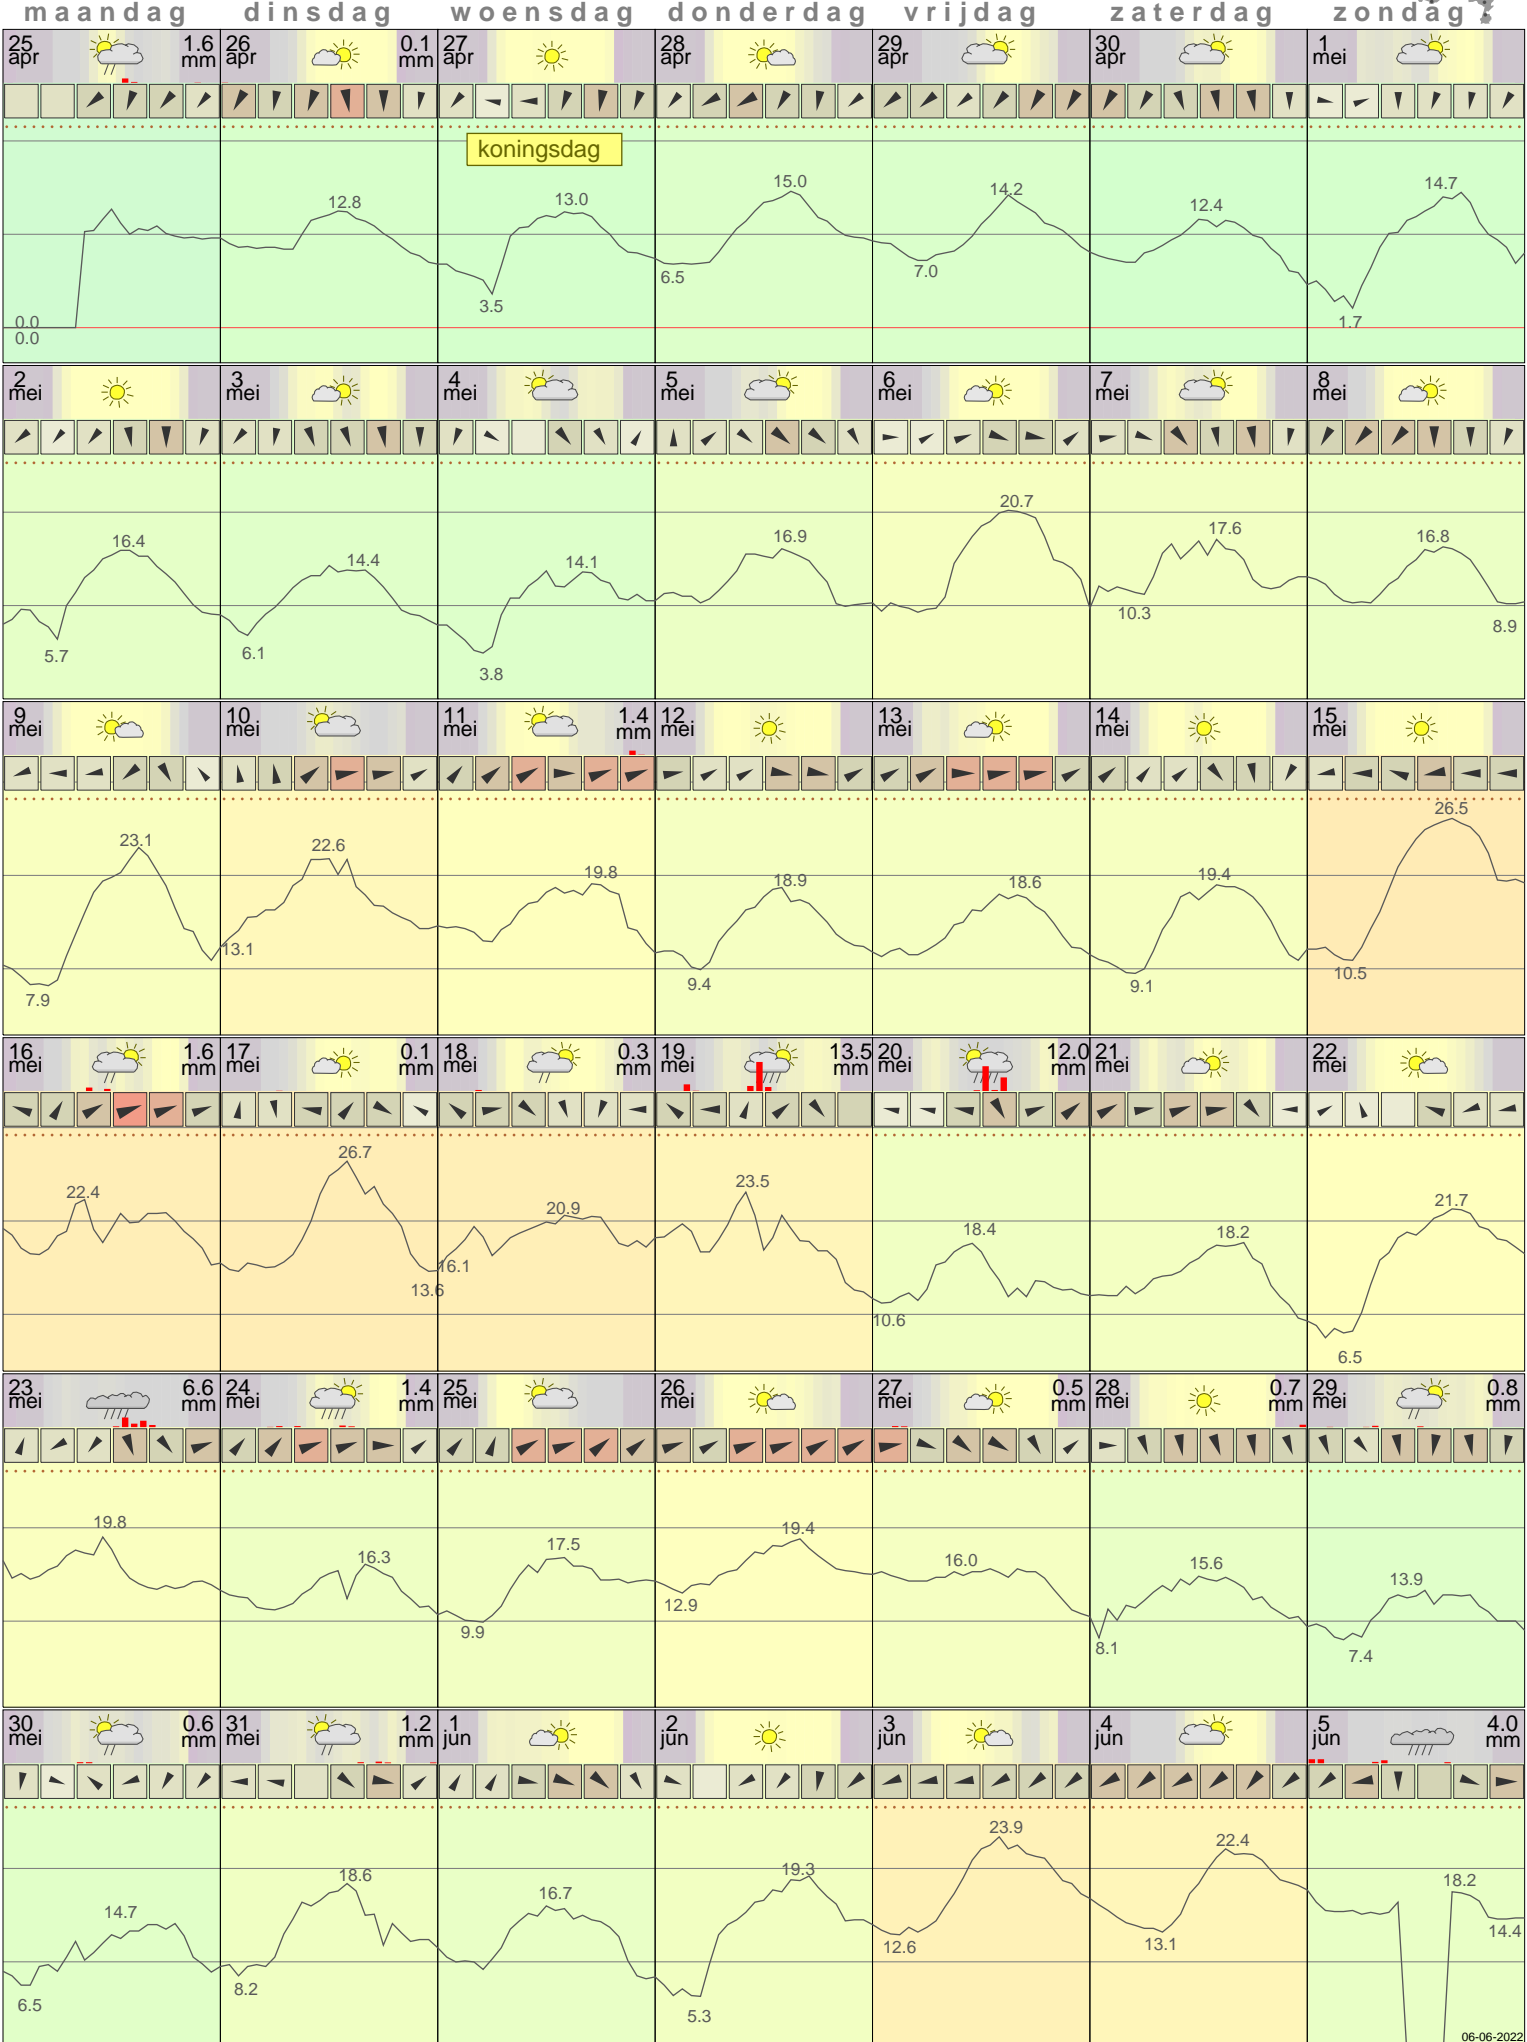 maandag dinsdag woensdag donderdag vrijdag zaterdag zondag
25 apr 1.6 mm 26 apr 0.1 mm 27 apr 28 apr 29 apr 30 apr 1 mei
koningsdag
12.8 13.0 15.0 14.2 12.4 14.7
0.0 0.0 3.5 6.5 7.0 1.7
2 mei 3 mei 4 mei 5 mei 6 mei 7 mei 8 mei
16.4 14.4 14.1 16.9 20.7 17.6 16.8
5.7 6.1 3.8 10.3 8.9
9 mei 10 mei 11 mei 1.4 mm 12 mei 13 mei 14 mei 15 mei
23.1 22.6 19.8 18.9 18.6 19.4 26.5
7.9 13.1 9.4 9.1 10.5
16 mei 1.6 mm 17 mei 0.1 mm 18 mei 0.3 mm 19 mei 13.5 mm 20 mei 12.0 mm 21 mei 22 mei
22.4 26.7 20.9 23.5 18.4 18.2 21.7
13.6 16.1 10.6 6.5
23 mei 6.6 mm 24 mei 1.4 mm 25 mei 26 mei 27 mei 0.5 mm 28 mei 0.7 mm 29 mei 0.8 mm
19.8 16.3 17.5 19.4 16.0 15.6 13.9
9.9 12.9 8.1 7.4
30 mei 0.6 mm 31 mei 1.2 mm 1 jun 2 jun 3 jun 4 jun 5 jun 4.0 mm
14.7 18.6 16.7 19.3 23.9 22.4 18.2
6.5 8.2 5.3 12.6 13.1 14.4
06-06-2022